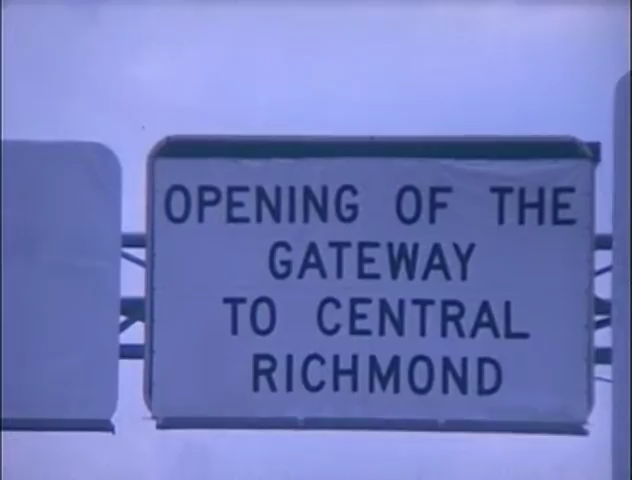 OPENING OF THE
GATEWAY
TO CENTRAL
RICHMOND